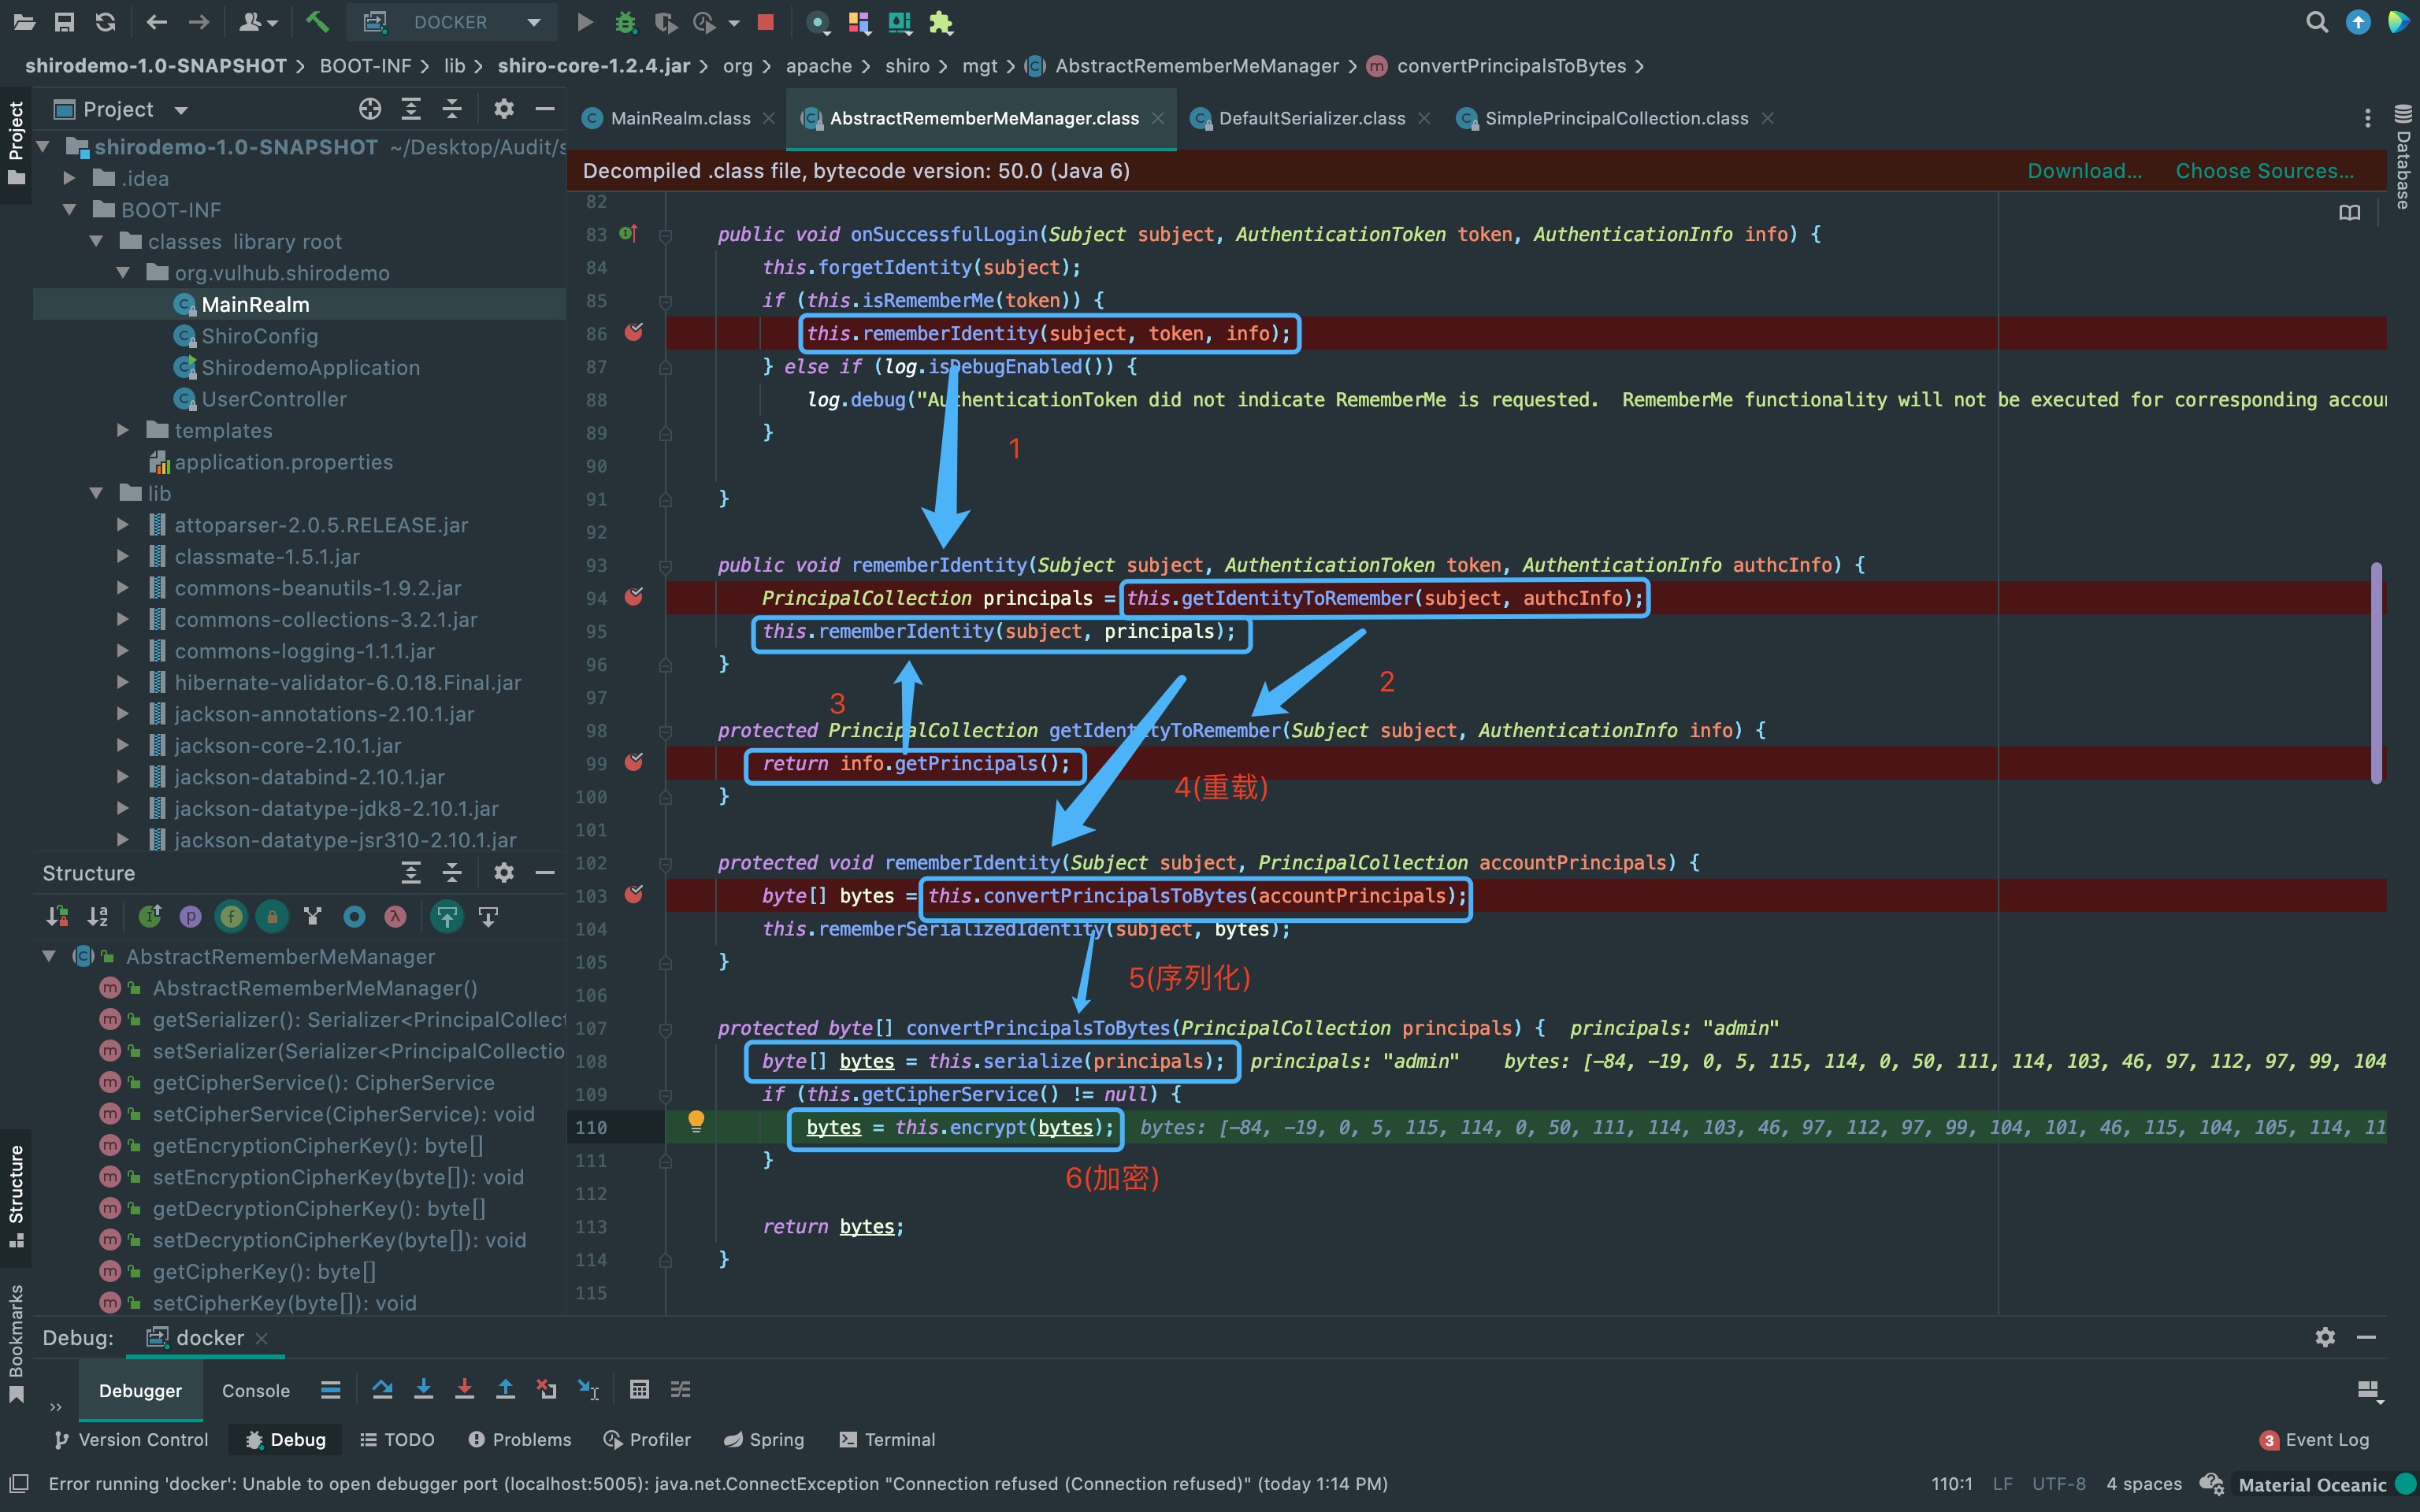 DOCKER
shirodemo-1.0-SNAPSHOT > BOOT-INF > lib > shiro-core-1.2.4.jar > org > apache > shiro > mgt > AbstractRememberMeManager > convertPrincipalsToBytes >
Project
Project
MainRealm.class
AbstractRememberMeManager.class
DefaultSerializer.class
SimplePrincipalCollection.class
Database
shirodemo-1.0-SNAPSHOT ~/Desktop/Audit/s
.idea
BOOT-INF
classes library root
org.vulhub.shirodemo
MainRealm
ShiroConfig
ShirodemoApplication
UserController
templates
application.properties
lib
attoparser-2.0.5.RELEASE.jar
classmate-1.5.1.jar
commons-beanutils-1.9.2.jar
commons-collections-3.2.1.jar
commons-logging-1.1.1.jar
hibernate-validator-6.0.18.Final.jar
jackson-annotations-2.10.1.jar
jackson-core-2.10.1.jar
jackson-databind-2.10.1.jar
jackson-datatype-jdk8-2.10.1.jar
jackson-datatype-jsr310-2.10.1.jar
Structure
AbstractRememberMeManager
AbstractRememberMeManager()
getSerializer(): Serializer<PrincipalCollect
setSerializer(Serializer<PrincipalCollectio
getCipherService(): CipherService
setCipherService(CipherService): void
getEncryptionCipherKey(): byte[]
setEncryptionCipherKey(byte[]): void
getDecryptionCipherKey(): byte[]
setDecryptionCipherKey(byte[]): void
getCipherKey(): byte[]
setCipherKey(byte[]): void
Structure
Bookmarks
Decompiled .class file, bytecode version: 50.0 (Java 6) Download... Choose Sources...
82
83 public void onSuccessfulLogin(Subject subject, AuthenticationToken token, AuthenticationInfo info) {
84 this.forgetIdentity(subject);
85 if (this.isRememberMe(token)) {
86 this.rememberIdentity(subject, token, info);
87 } else if (log.isDebugEnabled()) {
88 log.debug("AuthenticationToken did not indicate RememberMe is requested.  RememberMe functionality will not be executed for corresponding accou
89 }
1
90
91 }
92
93 public void rememberIdentity(Subject subject, AuthenticationToken token, AuthenticationInfo authcInfo) {
94 PrincipalCollection principals = this.getIdentityToRemember(subject, authcInfo);
95 this.rememberIdentity(subject, principals);
96 }
2
97
3
98 protected PrincipalCollection getIdentityToRemember(Subject subject, AuthenticationInfo info) {
99 return info.getPrincipals();
4(重载)
100 }
101
102 protected void rememberIdentity(Subject subject, PrincipalCollection accountPrincipals) {
103 byte[] bytes = this.convertPrincipalsToBytes(accountPrincipals);
104 this.rememberSerializedIdentity(subject, bytes);
105 }
5(序列化)
106
107 protected byte[] convertPrincipalsToBytes(PrincipalCollection principals) { principals: "admin"
108 byte[] bytes = this.serialize(principals); principals: "admin" bytes: [-84, -19, 0, 5, 115, 114, 0, 50, 111, 114, 103, 46, 97, 112, 97, 99, 104
109 if (this.getCipherService() != null) {
110 bytes = this.encrypt(bytes); bytes: [-84, -19, 0, 5, 115, 114, 0, 50, 111, 114, 103, 46, 97, 112, 97, 99, 104, 101, 46, 115, 104, 105, 114, 11
111 }
6(加密)
112
113 return bytes;
114 }
115
Debug: docker
Debugger Console
Version Control Debug TODO Problems Profiler Spring Terminal 3 Event Log
Error running 'docker': Unable to open debugger port (localhost:5005): java.net.ConnectException "Connection refused (Connection refused)" (today 1:14 PM) 110:1 LF UTF-8 4 spaces Material Oceanic